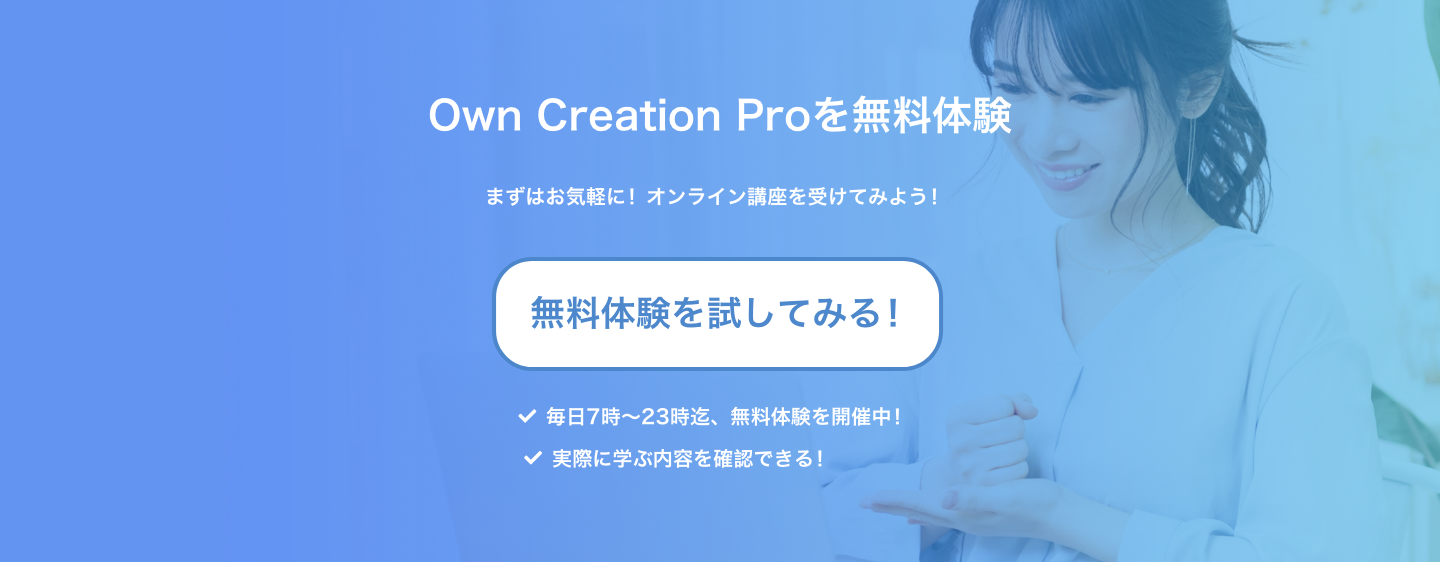 Own Creation Proを無料体験
まずはお気軽に！オンライン講座を受けてみよう！
無料体験を試してみる！
毎日7時〜23時迄、無料体験を開催中！
実際に学ぶ内容を確認できる！